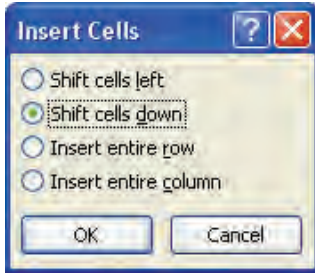 Insert Cells
Shift cells left
Shift cells down
Insert entire row
Insert entire column
OK
Cancel